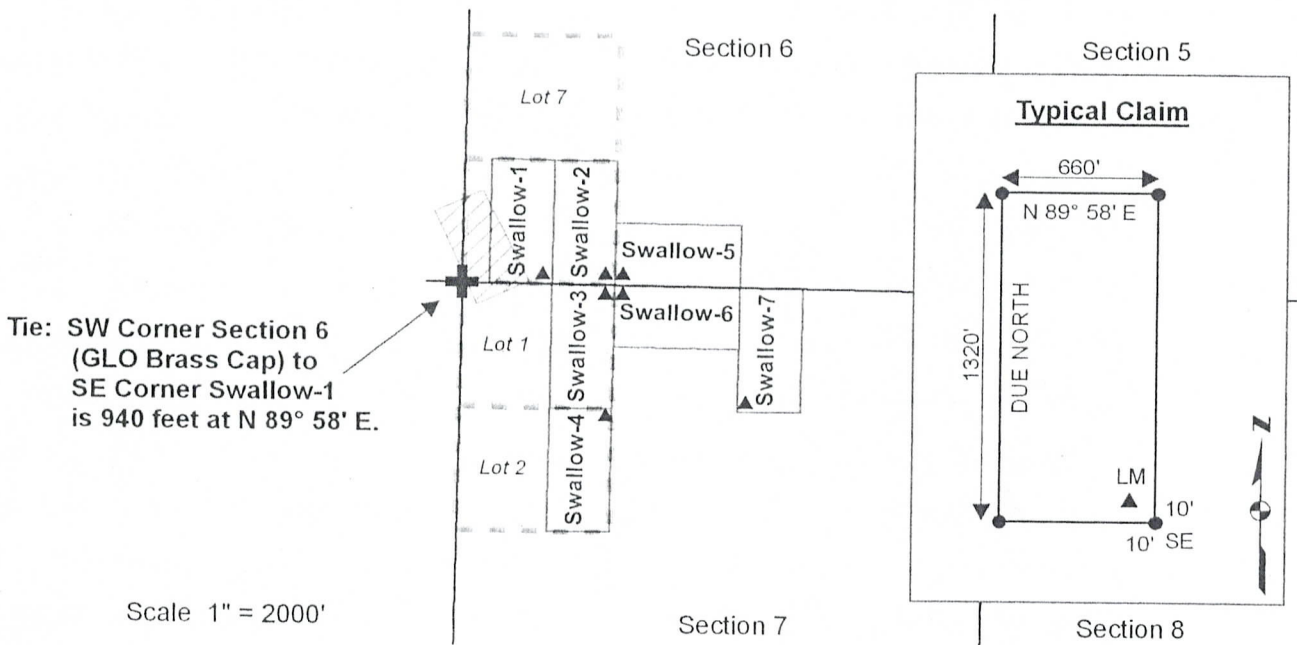 Section 6
Section 5
Lot 7
Typical Claim
660'
N 89° 58' E
Swallow-1
Swallow-2
Swallow-5
Swallow-6
Swallow-3
Swallow-7
Swallow-4
Tie: SW Corner Section 6
(GLO Brass Cap) to
SE Corner Swallow-1
is 940 feet at N 89° 58' E.
Lot 1
Lot 2
1320'
DUE NORTH
LM
10'
10' SE
N
Scale 1" = 2000'
Section 7
Section 8